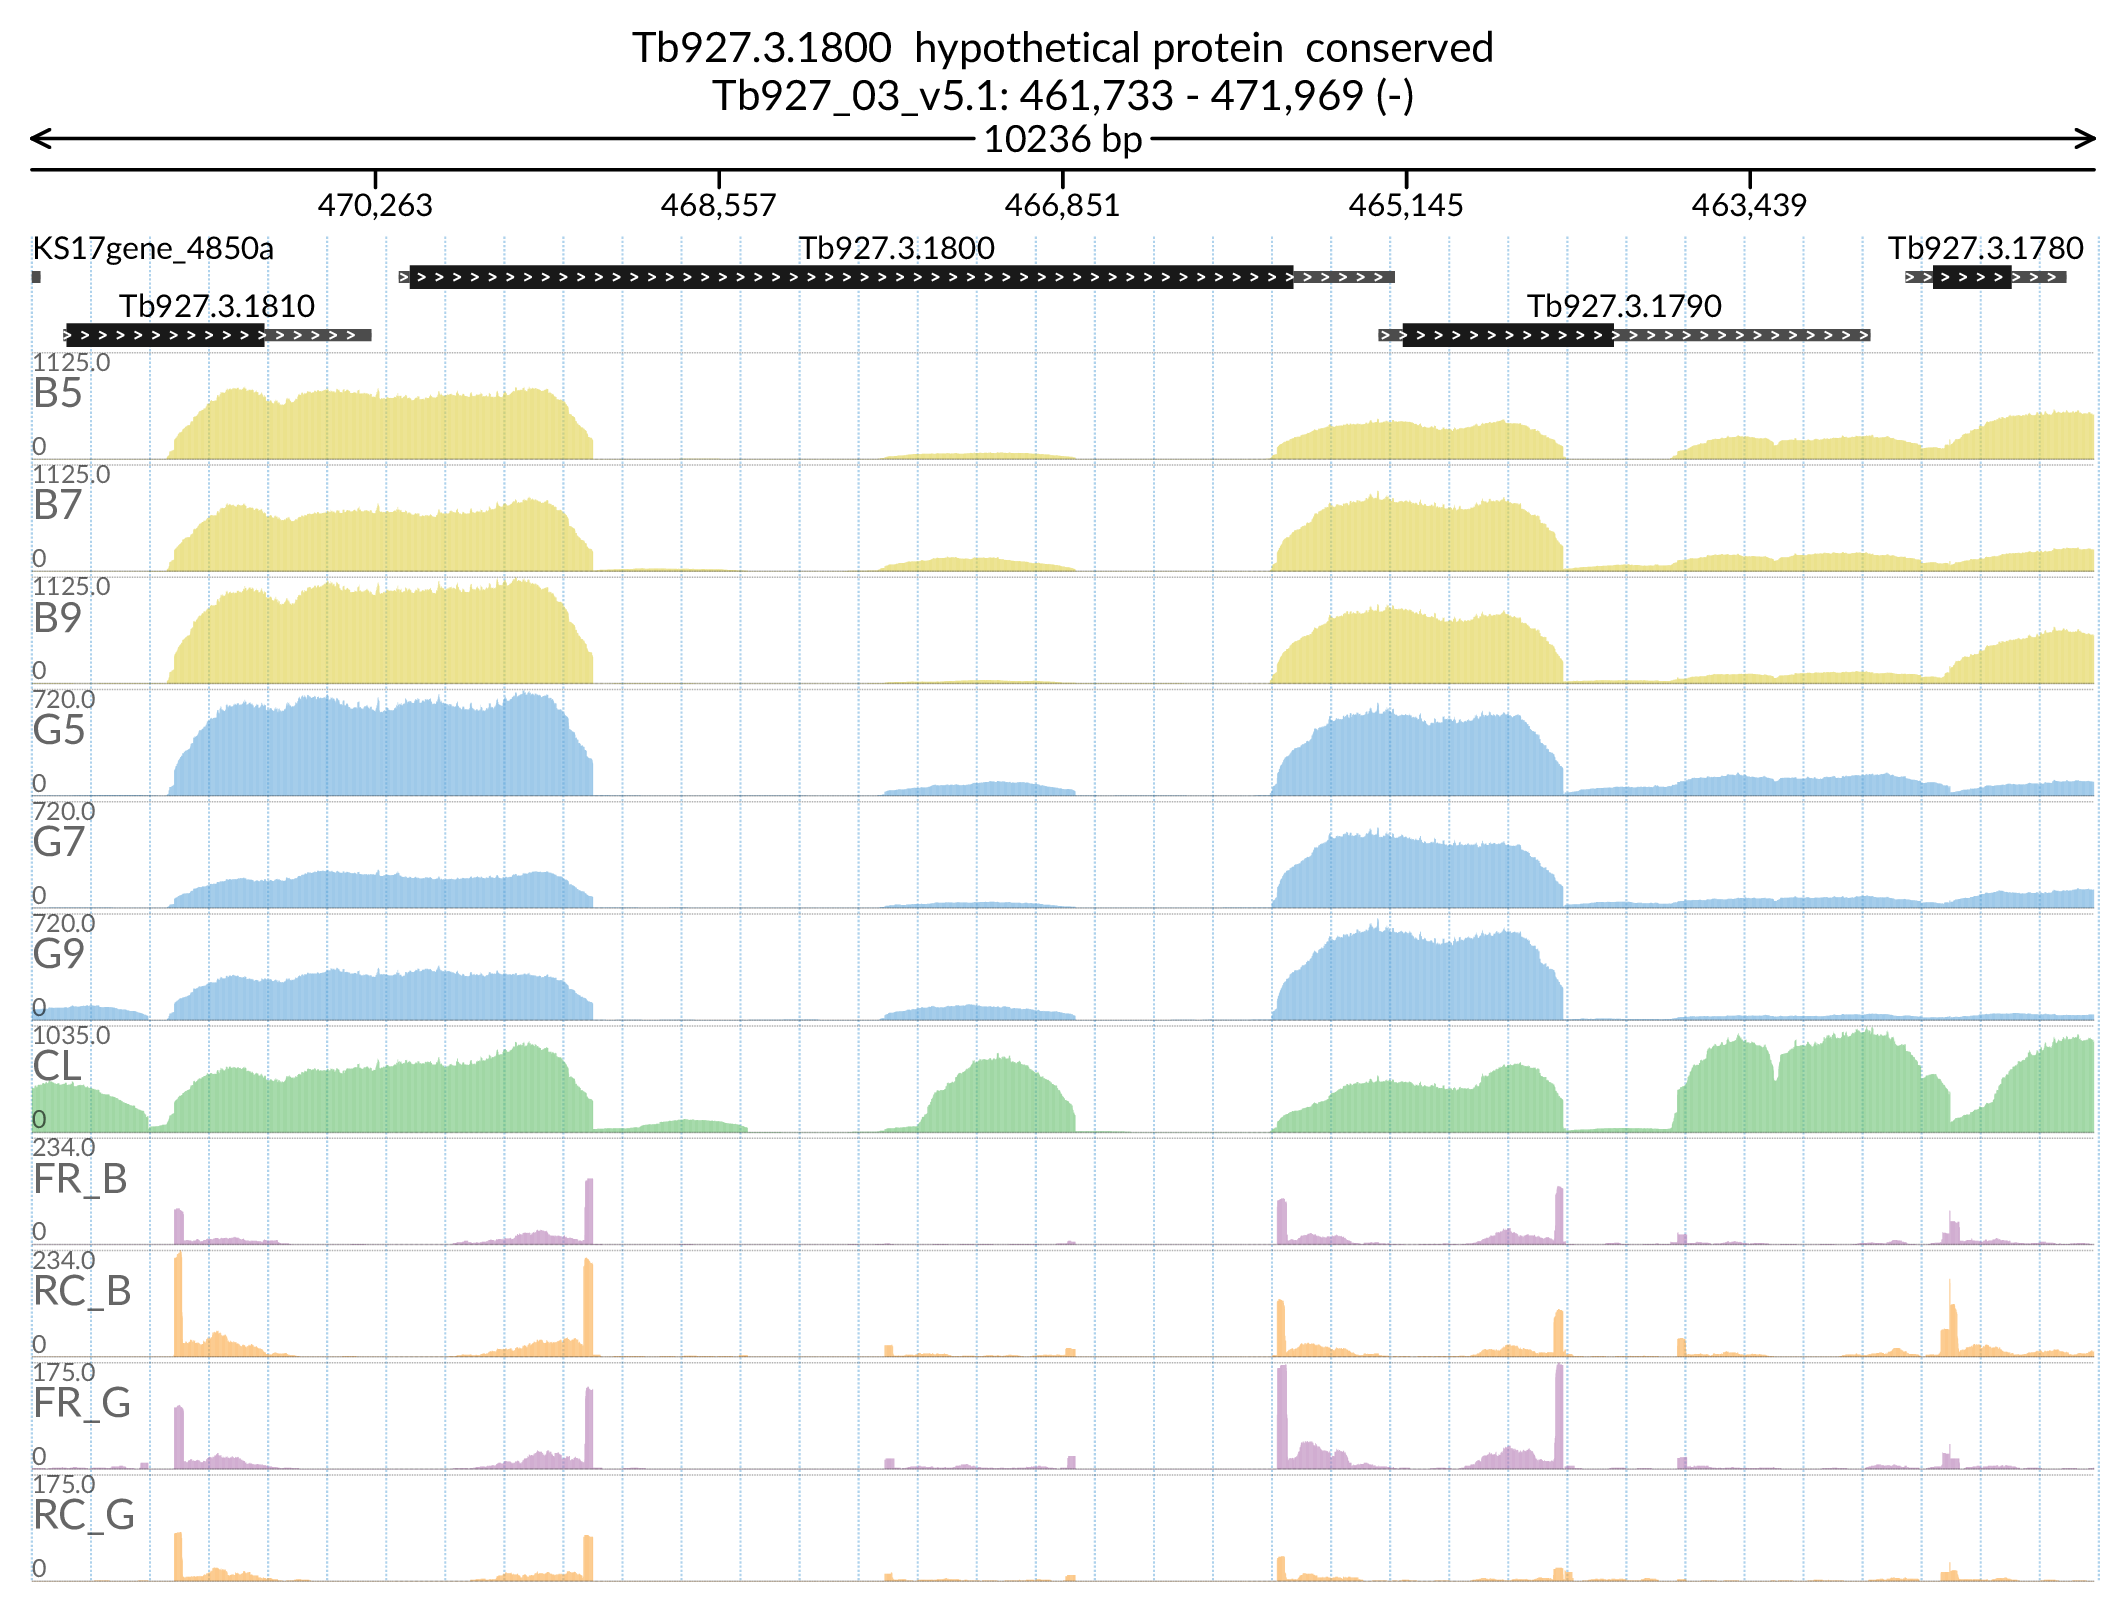 Tb927.3.1800 hypothetical protein conserved
Tb927_03_v5.1: 461,733 - 471,969 (-)
10236 bp
470,263 468,557 466,851 465,145 463,439
KS17gene_4850a Tb927.3.1800 Tb927.3.1780
Tb927.3.1810 Tb927.3.1790
1125.0
B5
0
1125.0
B7
0
1125.0
B9
0
720.0
G5
0
720.0
G7
0
720.0
G9
0
1035.0
CL
0
234.0
FR_B
0
234.0
RC_B
0
175.0
FR_G
0
175.0
RC_G
0